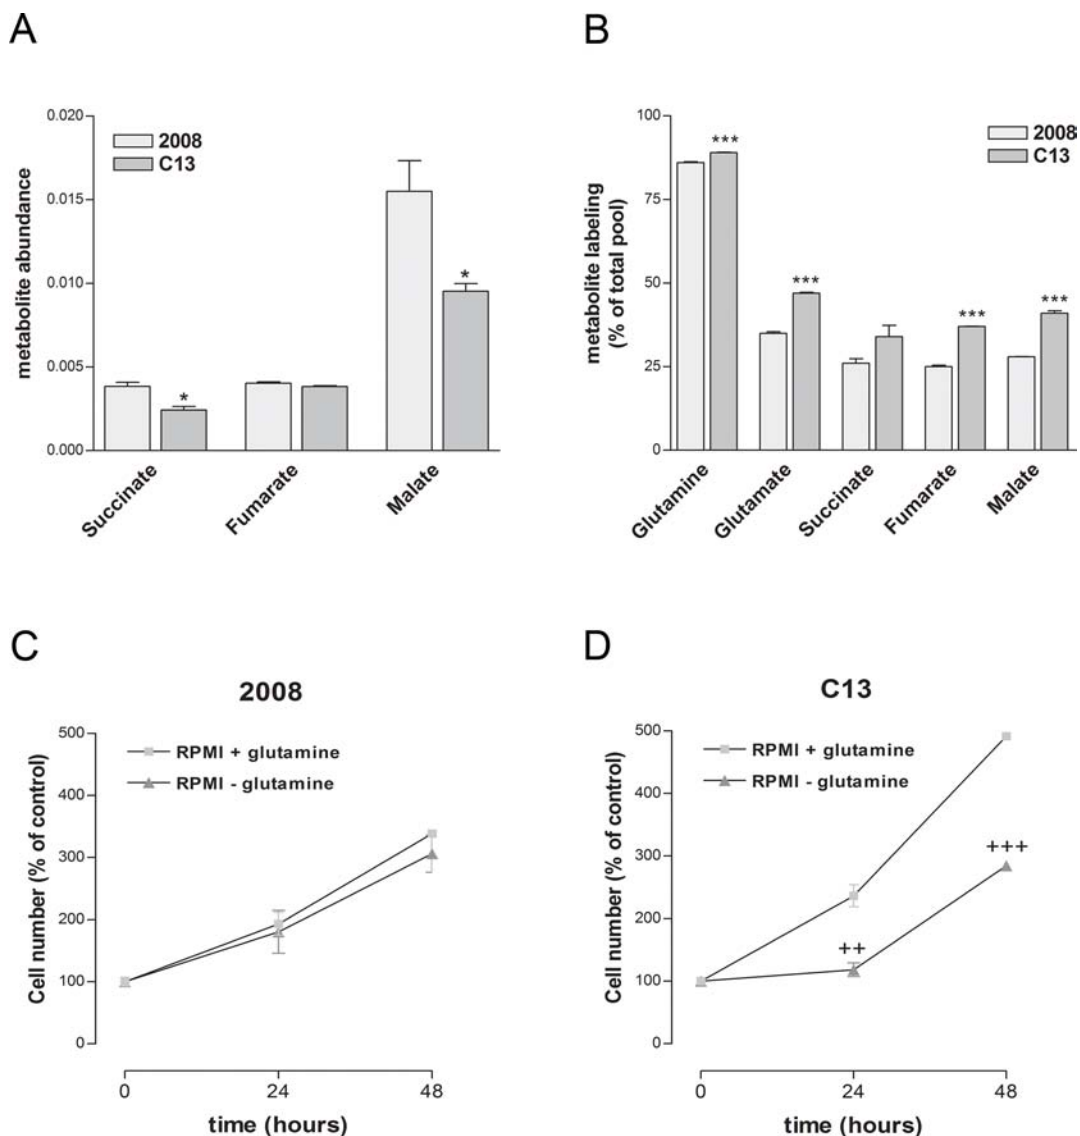 A
metabolite abundance
0.020
0.015
0.010
0.005
0.000
2008
C13
*
*
Succinate
Fumarate
Malate
B
metabolite labeling
(% of total pool)
100
75
50
25
0
2008
C13
***
***
***
***
Glutamine
Glutamate
Succinate
Fumarate
Malate
C
2008
Cell number (% of control)
500
400
300
200
100
0
RPMI + glutamine
RPMI - glutamine
0
24
48
time (hours)
D
C13
Cell number (% of control)
500
400
300
200
100
0
RPMI + glutamine
RPMI - glutamine
++
+++
0
24
48
time (hours)